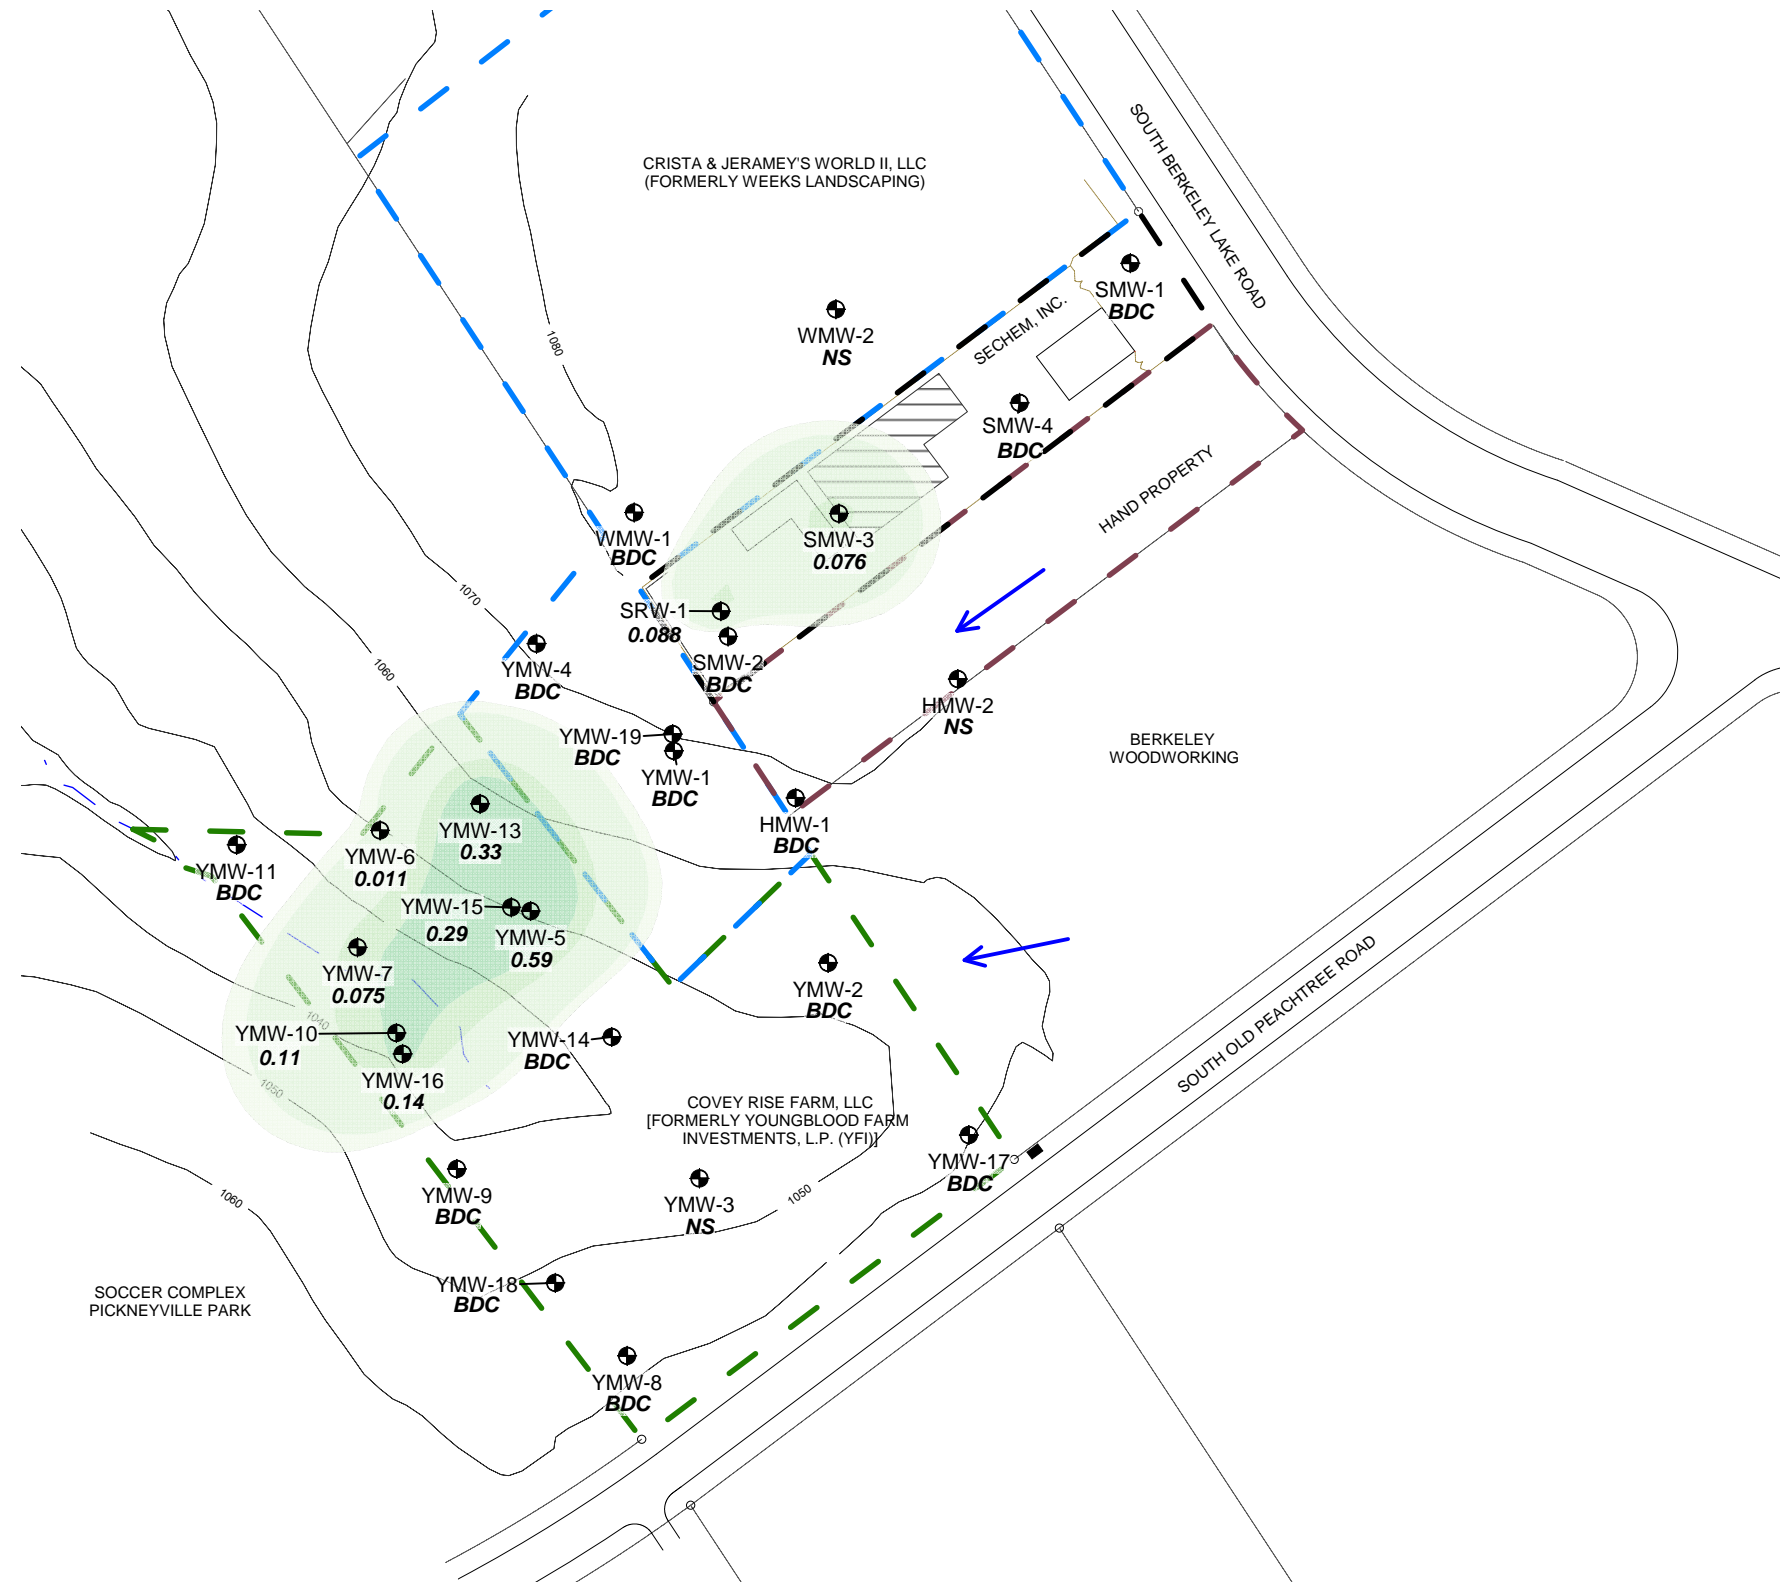 CRISTA & JERAMEY'S WORLD II, LLC
(FORMERLY WEEKS LANDSCAPING)
SOUTH BERKELEY LAKE ROAD
SMW-1
BDC
WMW-2
NS
SECHEM, INC.
1080
SMW-4
BDC
HAND PROPERTY
WMW-1
BDC
SMW-3
0.076
1070
SRW-1
0.088
SMW-2
BDC
YMW-4
BDC
1060
HMW-2
NS
YMW-19
BDC
YMW-1
BDC
BERKELEY
WOODWORKING
HMW-1
BDC
YMW-13
0.33
YMW-6
0.011
YMW-11
BDC
YMW-15
0.29
YMW-5
0.59
YMW-7
0.075
YMW-2
BDC
1040
YMW-10
0.11
YMW-14
BDC
YMW-16
0.14
1050
SOUTH OLD PEACHTREE ROAD
COVEY RISE FARM, LLC
[FORMERLY YOUNGBLOOD FARM
INVESTMENTS, L.P. (YFI)]
YMW-17
BDC
YMW-9
BDC
YMW-3
NS
1050
1060
YMW-18
BDC
SOCCER COMPLEX
PICKNEYVILLE PARK
YMW-8
BDC